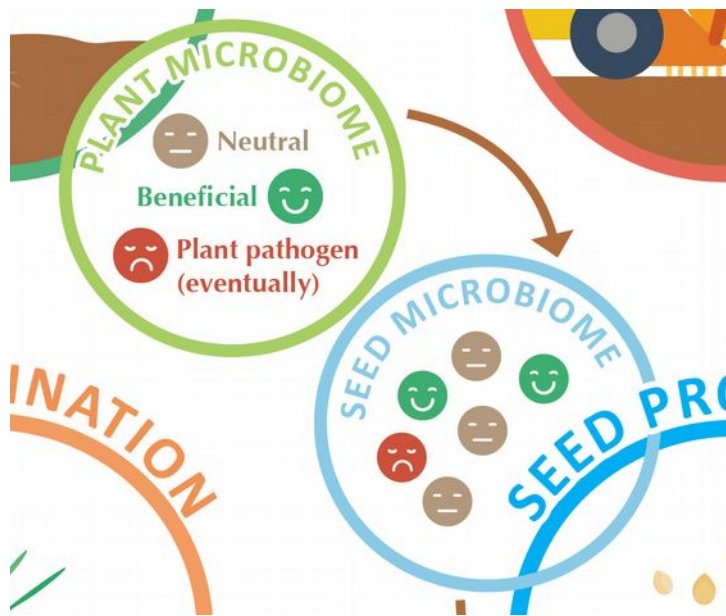 PLANT MICROBIOME
Neutral
Beneficial
Plant pathogen
(eventually)
SEED MICROBIOME
INATION
SEED PRO